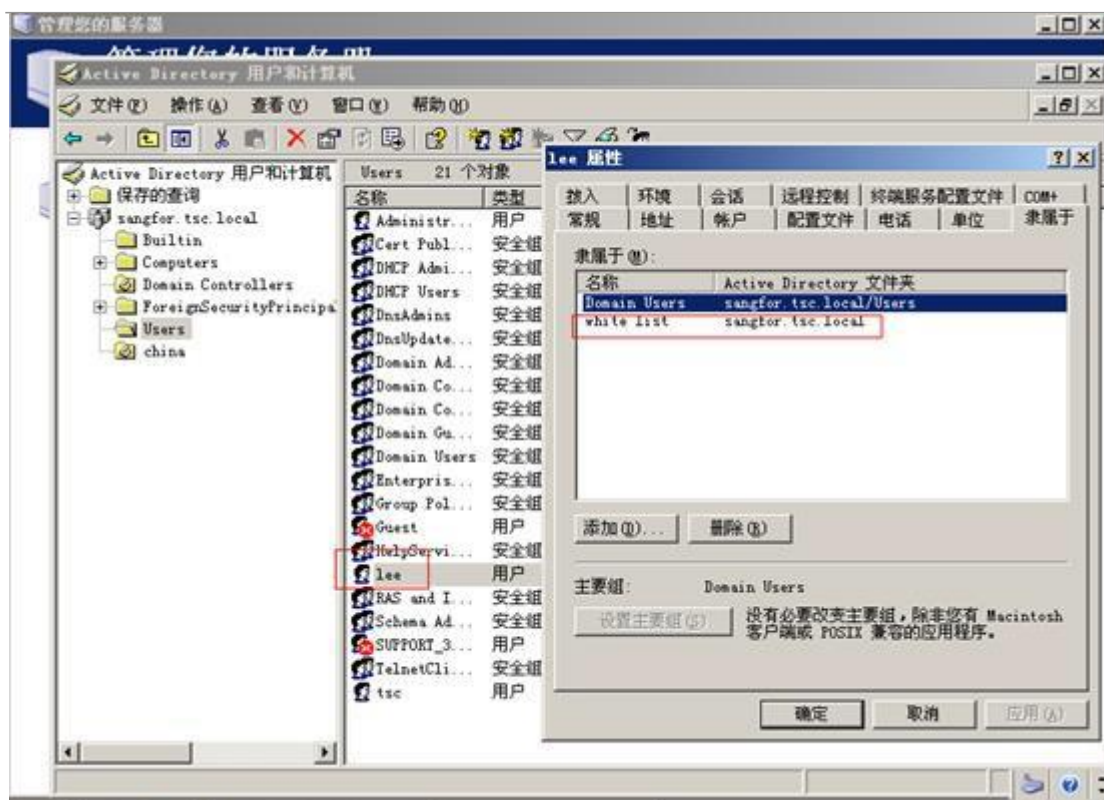 管理您的服务器
Active Directory 用户和计算机
文件(F) 操作(A) 查看(V) 窗口(W) 帮助(H)
Active Directory 用户和计算机
保存的查询
sangfor.tsc.local
Builtin
Computers
Domain Controllers
ForeignSecurityPrincipa
Users
china
Users 21 个对象
名称 类型
Administr... 用户
Cert Publ... 安全组
DHCP Admi... 安全组
DHCP Users 安全组
DnsAdmins 安全组
DnsUpdate... 安全组
Domain Ad... 安全组
Domain Co... 安全组
Domain Co... 安全组
Domain Gu... 安全组
Domain Users 安全组
Enterpris... 安全组
Group Pol... 安全组
Guest 用户
HelpServi... 安全组
lee 用户
RAS and I... 安全组
Schema Ad... 安全组
SUPPORT_3... 用户
TelnetCli... 安全组
tsc 用户
lee 属性
拨入 环境 会话 远程控制 终端服务配置文件 COM+
常规 地址 帐户 配置文件 电话 单位 隶属于
隶属于(M):
名称 Active Directory 文件夹
Domain Users sangfor.tsc.local/Users
white list sangfor.tsc.local
添加(D)... 删除(R)
主要组: Domain Users
设置主要组(S) 没有必要改变主要组，除非您有 Macintosh
客户端或 POSIX 兼容的应用程序。
确定 取消 应用(A)